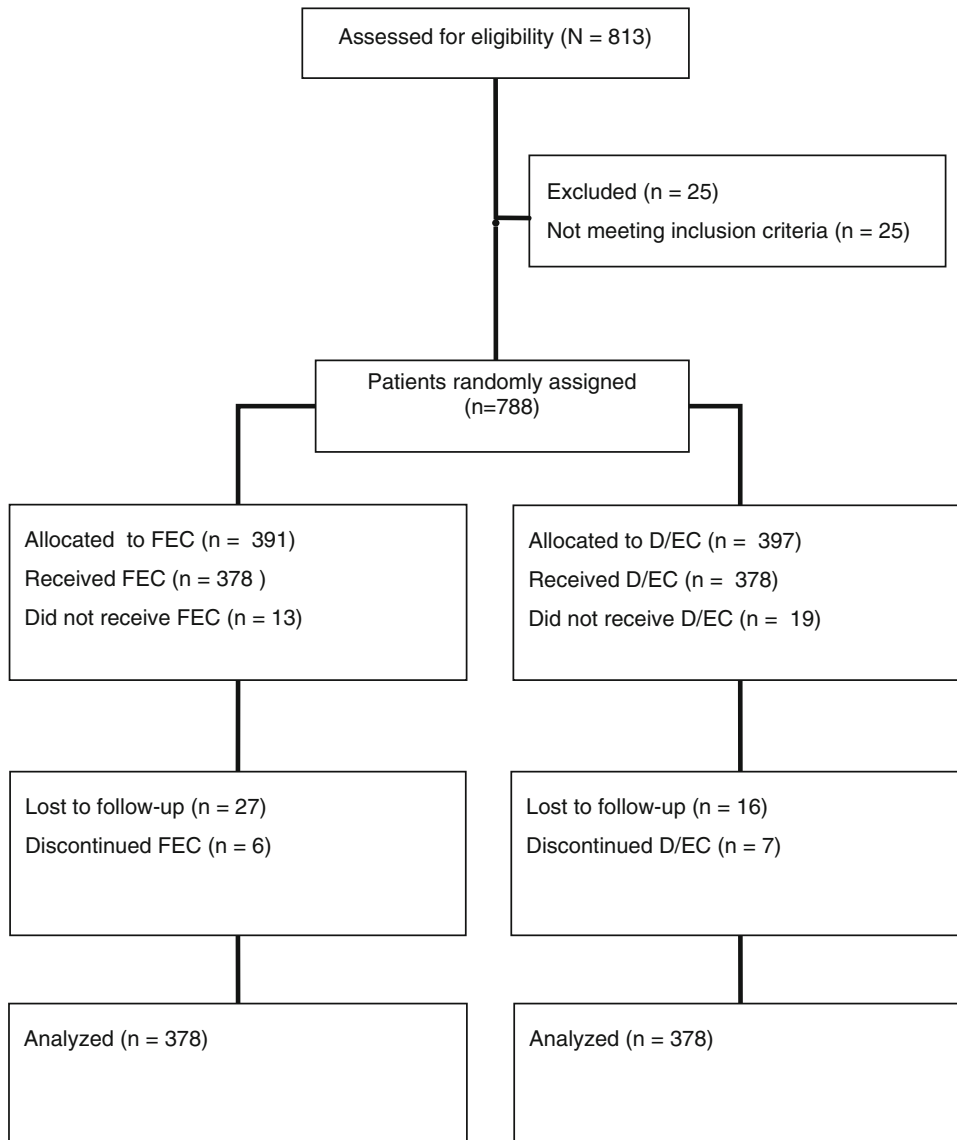 Assessed for eligibility (N = 813)
Excluded (n = 25)
Not meeting inclusion criteria (n = 25)
Patients randomly assigned
(n=788)
Allocated to FEC (n = 391)
Received FEC (n = 378 )
Did not receive FEC (n = 13)
Allocated to D/EC (n = 397)
Received D/EC (n = 378)
Did not receive D/EC (n = 19)
Lost to follow-up (n = 27)
Discontinued FEC (n = 6)
Lost to follow-up (n = 16)
Discontinued D/EC (n = 7)
Analyzed (n = 378)
Analyzed (n = 378)